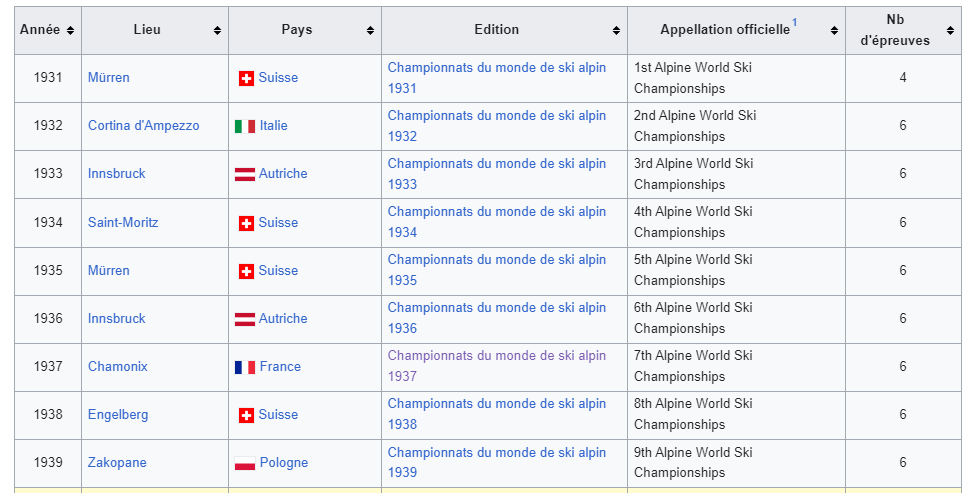 Année Lieu Pays Edition Appellation officielle1 Nb
d'épreuves
1931 Mürren Suisse Championnats du monde de ski alpin
1931 1st Alpine World Ski
Championships 4
1932 Cortina d'Ampezzo Italie Championnats du monde de ski alpin
1932 2nd Alpine World Ski
Championships 6
1933 Innsbruck Autriche Championnats du monde de ski alpin
1933 3rd Alpine World Ski
Championships 6
1934 Saint-Moritz Suisse Championnats du monde de ski alpin
1934 4th Alpine World Ski
Championships 6
1935 Mürren Suisse Championnats du monde de ski alpin
1935 5th Alpine World Ski
Championships 6
1936 Innsbruck Autriche Championnats du monde de ski alpin
1936 6th Alpine World Ski
Championships 6
1937 Chamonix France Championnats du monde de ski alpin
1937 7th Alpine World Ski
Championships 6
1938 Engelberg Suisse Championnats du monde de ski alpin
1938 8th Alpine World Ski
Championships 6
1939 Zakopane Pologne Championnats du monde de ski alpin
1939 9th Alpine World Ski
Championships 6